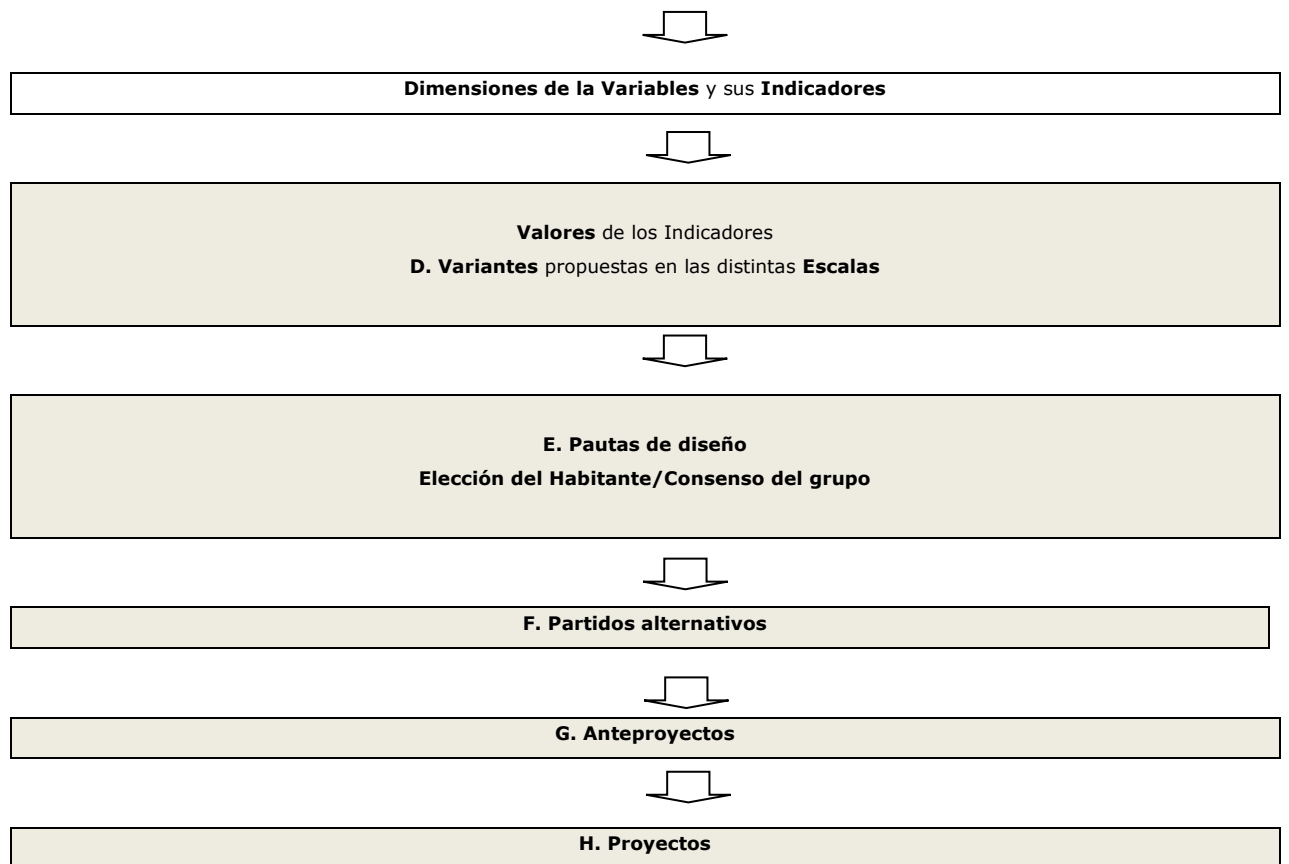 Dimensiones de la Variables y sus Indicadores
Valores de los Indicadores
D. Variantes propuestas en las distintas Escalas
E. Pautas de diseño
Elección del Habitante/Consenso del grupo
F. Partidos alternativos
G. Anteproyectos
H. Proyectos